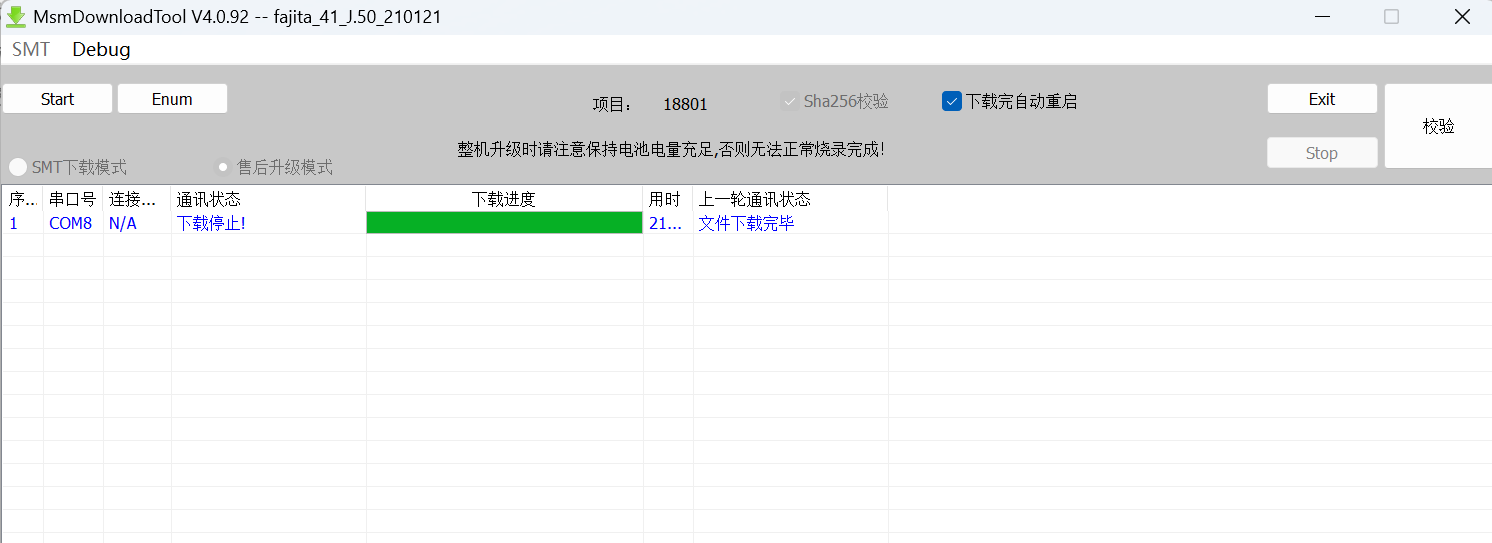 MsmDownloadTool V4.0.92 -- fajita_41_J.50_210121
SMT Debug
Start Enum 项目： 18801 Sha256校验 下载完自动重启 Exit 校验
整机升级时请注意保持电池电量充足,否则无法正常烧录完成! Stop
SMT下载模式 售后升级模式
序... 串口号 连接... 通讯状态 下载进度 用时 上一轮通讯状态
1 COM8 N/A 下载停止! 21... 文件下载完毕